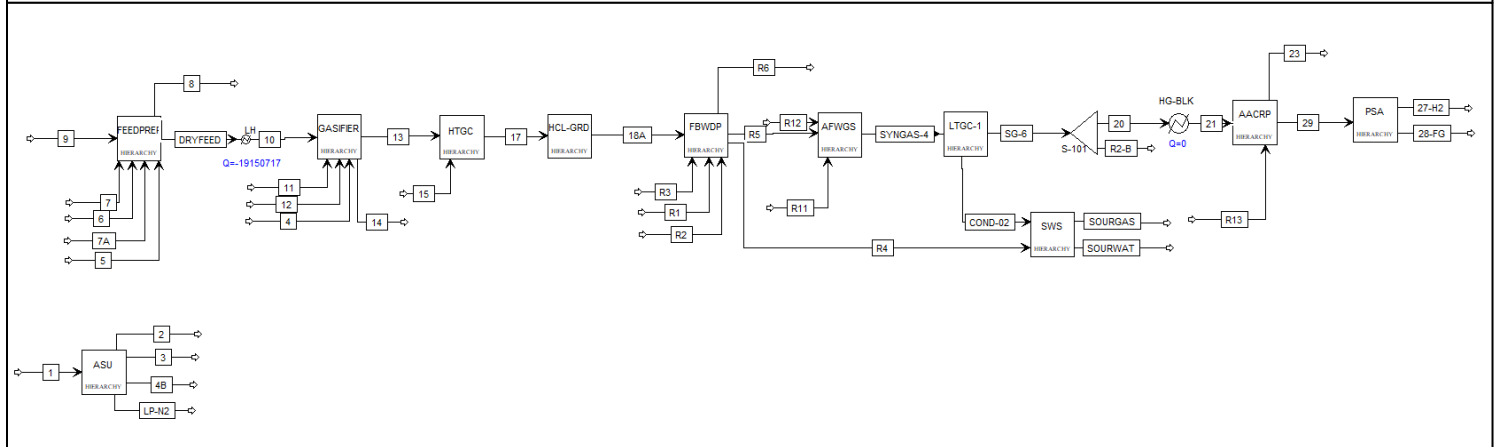 23
8
R6
HG-BLK
FEEDPREP
HIERARCHY
9
DRYFEED
LH
10
Q=-19150717
GASIFIER
HIERARCHY
13
HTGC
HIERARCHY
17
HCL-GRD
HIERARCHY
18A
FBWDP
HIERARCHY
R5
R12
AFWGS
HIERARCHY
SYNGAS-4
LTGC-1
HIERARCHY
SG-6
S-101
20
R2-B
Q=0
21
AACRP
HIERARCHY
29
PSA
HIERARCHY
27-H2
28-FG
7
6
7A
5
11
12
4
14
15
R3
R1
R2
R11
R13
COND-02
R4
SWS
HIERARCHY
SOURGAS
SOURWAT
1
ASU
HIERARCHY
2
3
4B
LP-N2